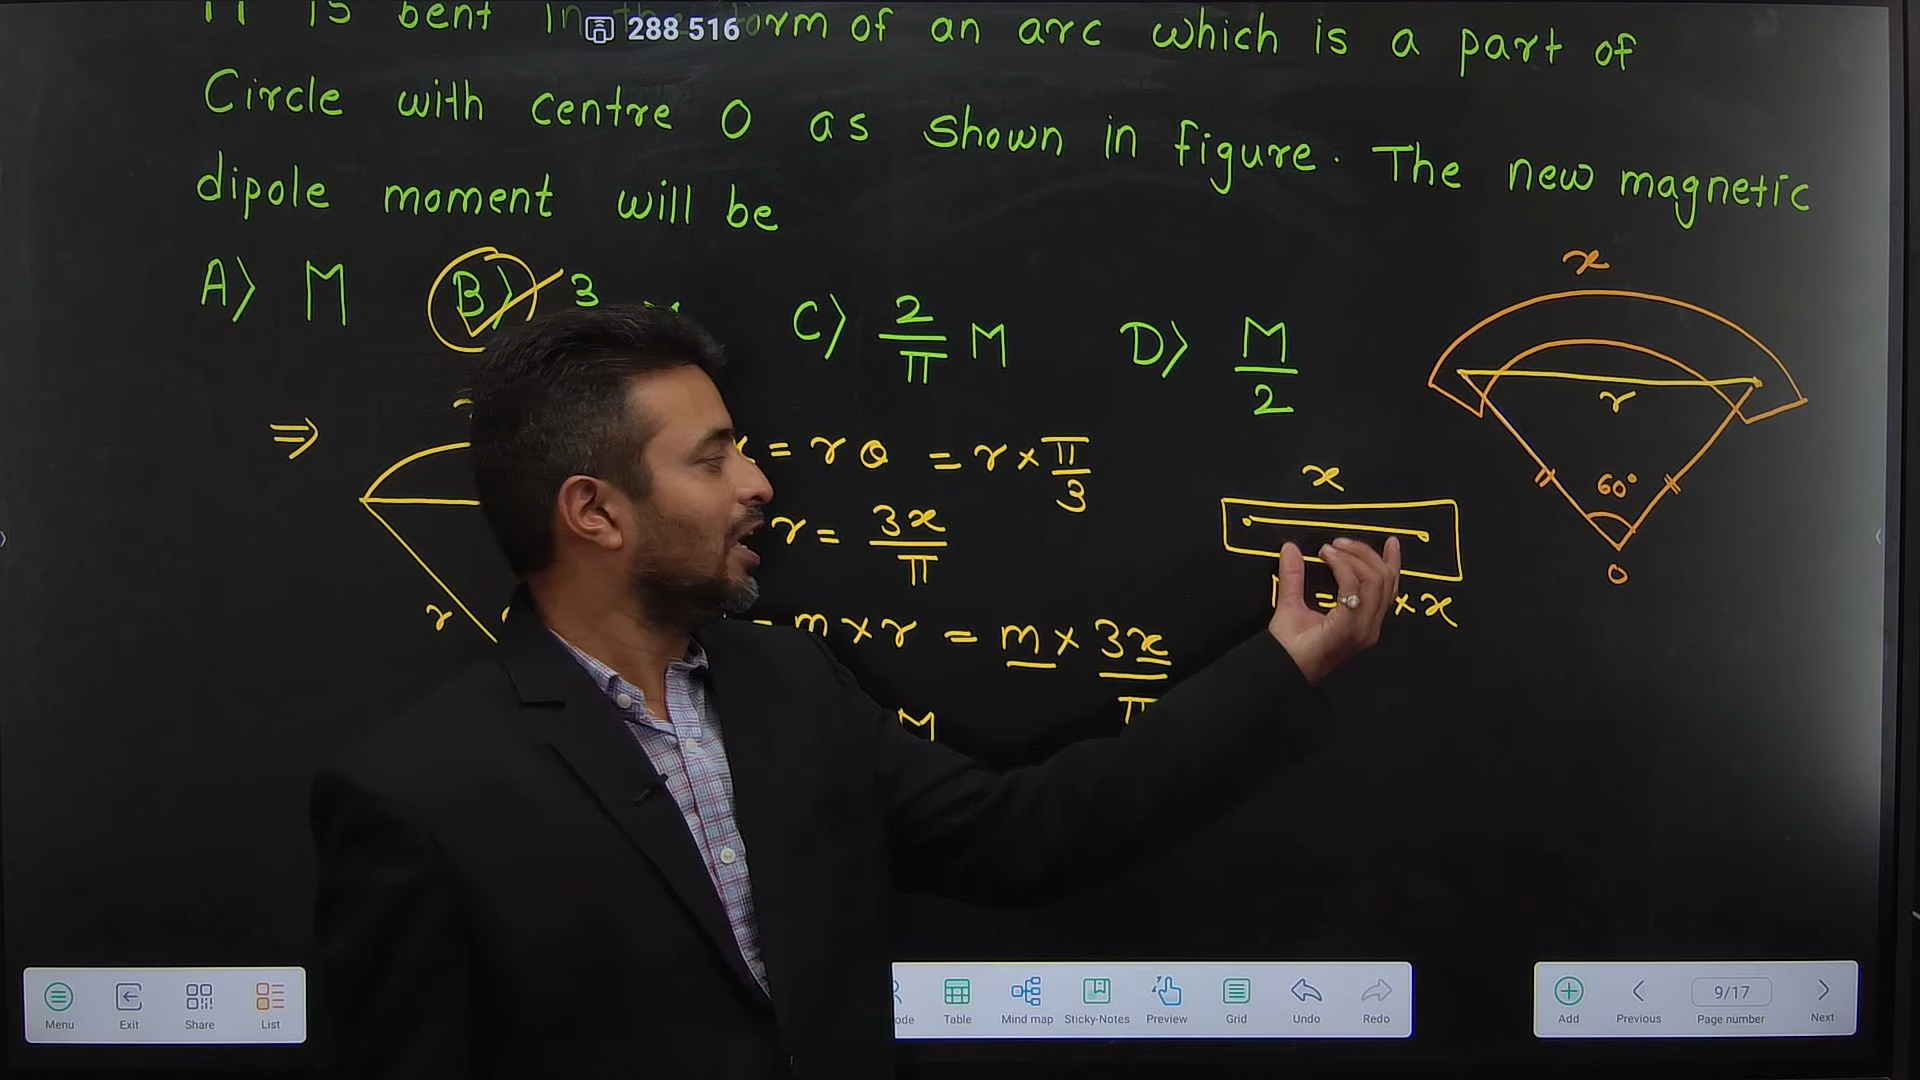 IT IS bent in the form of an arc which is a part of
288 516
Circle with centre O as shown in figure. The new magnetic
dipole moment will be
A) M B) 3 C) 2/π M D) M/2
x
r
60°
O
⇒
= rθ = r × π/3
r = 3x/π
r
= m × r = m × 3x/π
M
x
= × x
Menu Exit Share List
Table Mind map Sticky-Notes Preview Grid Undo Redo
Add Previous 9/17 Page number Next